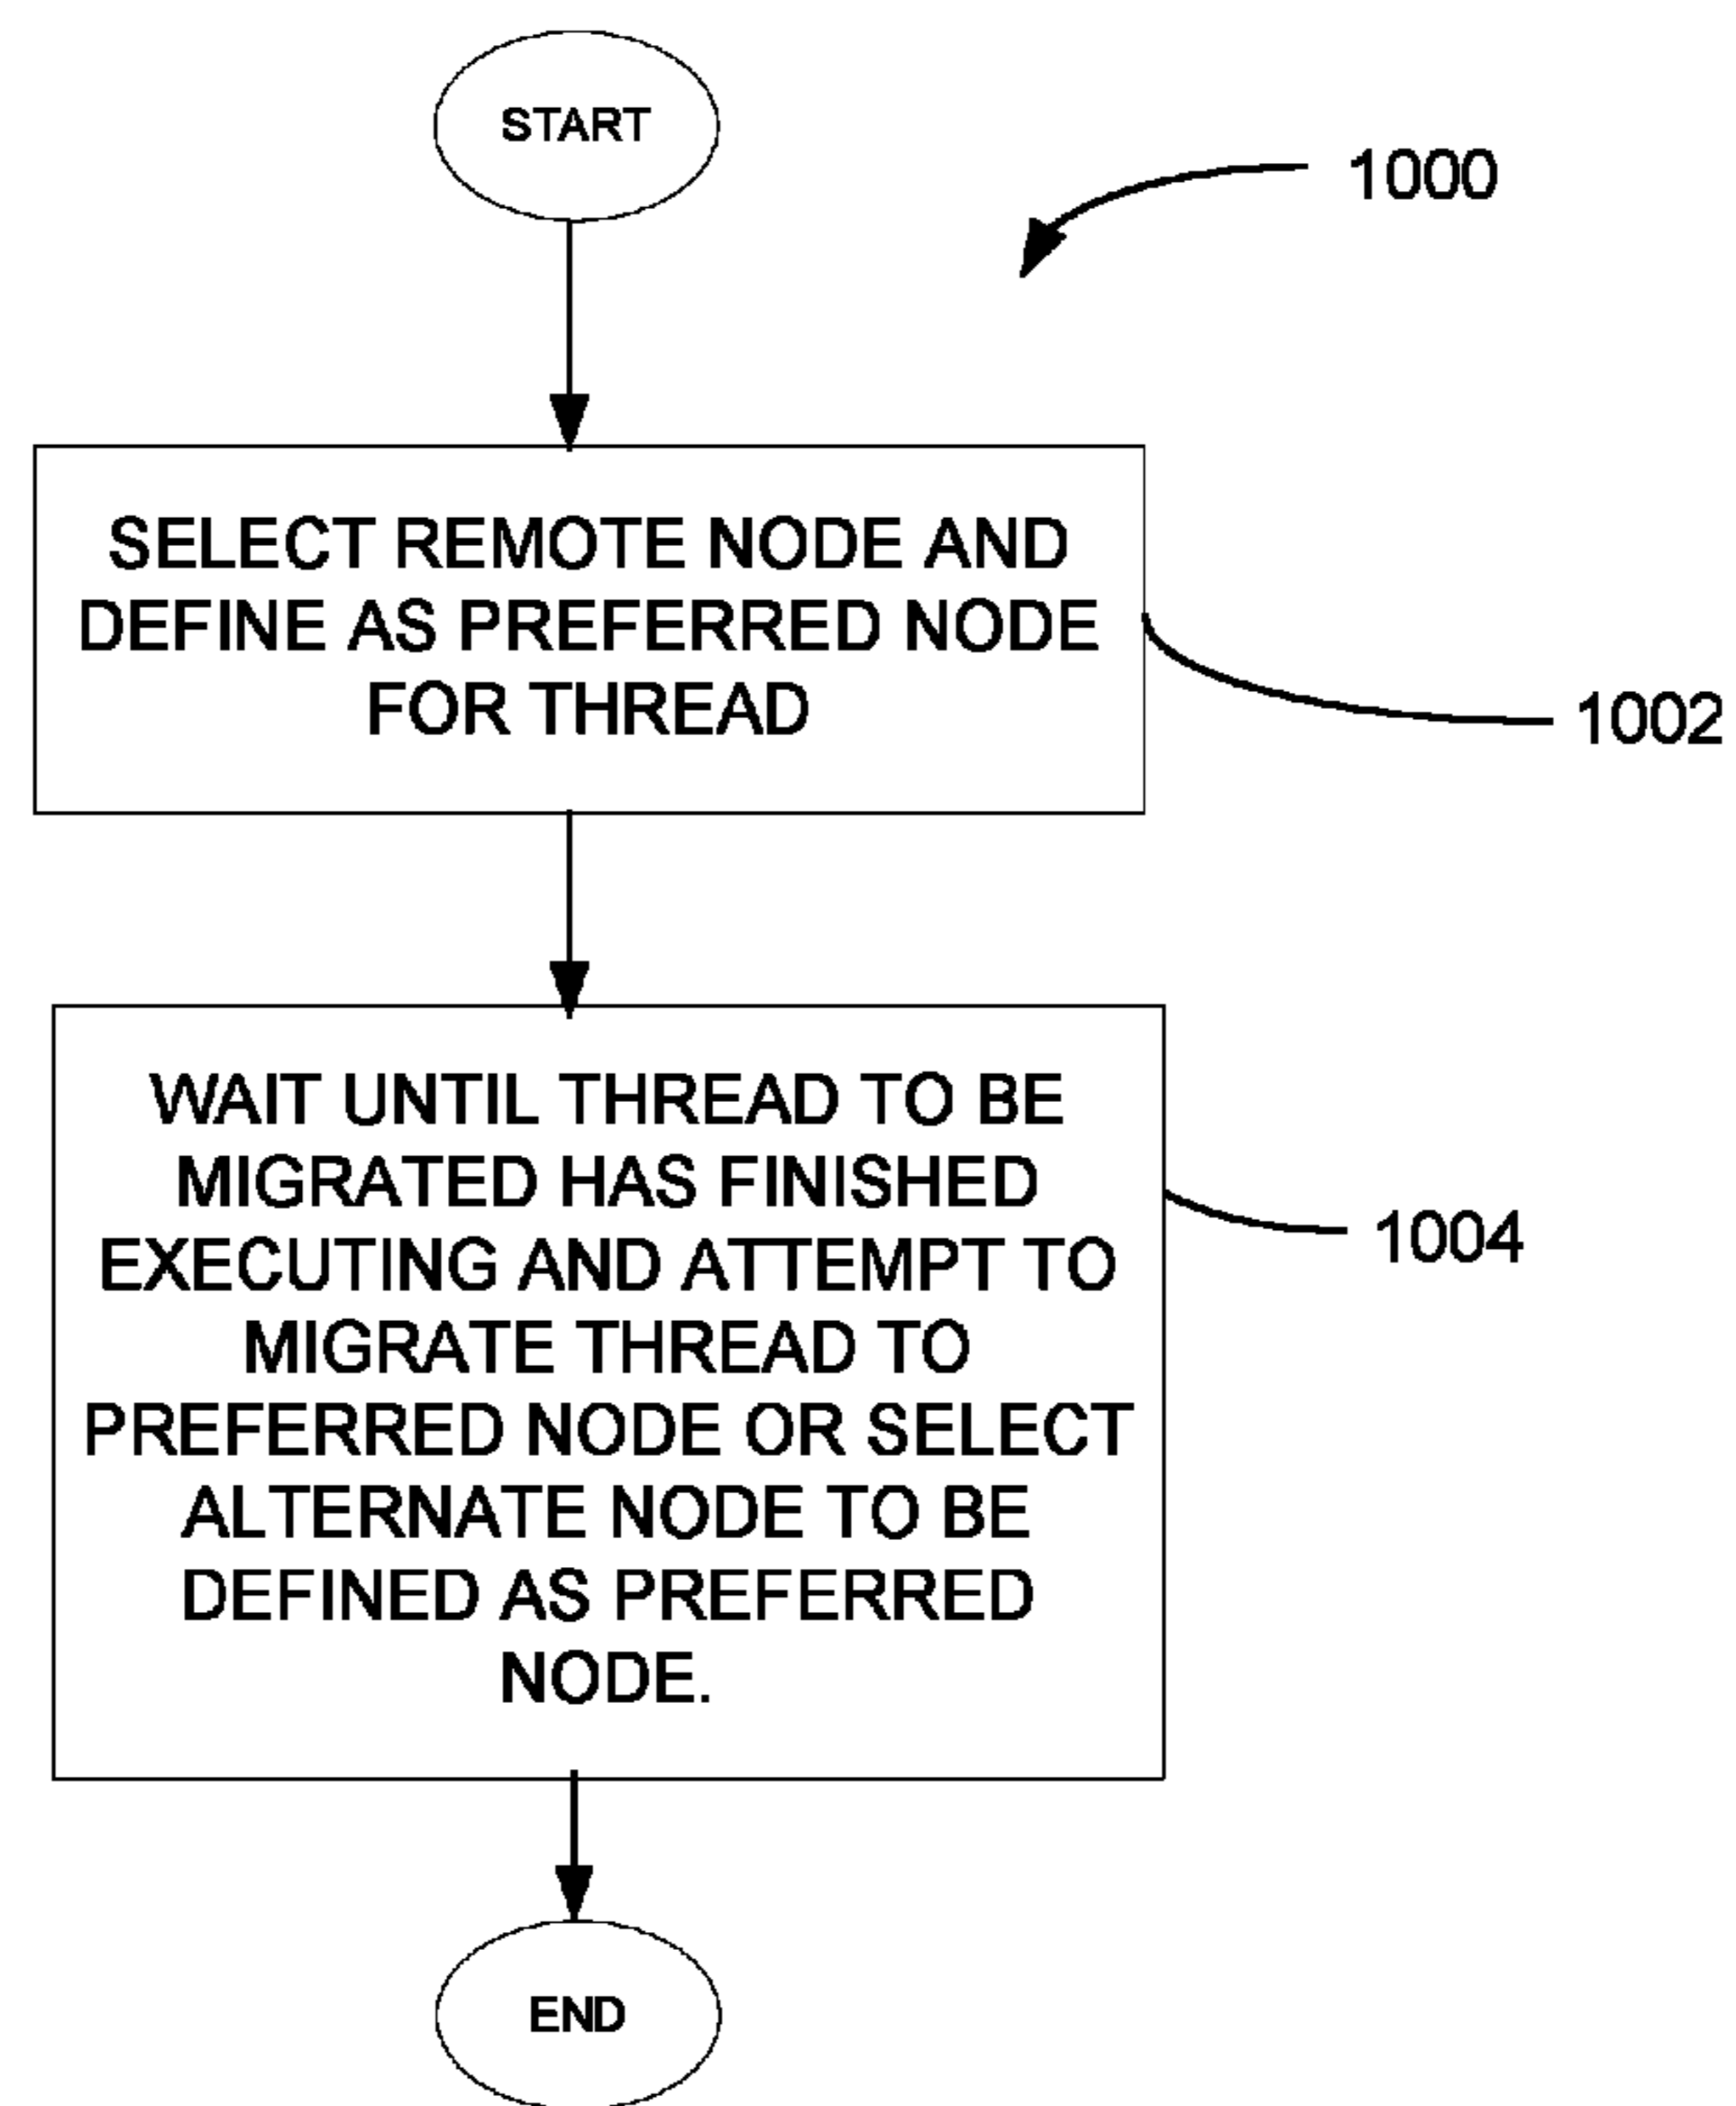 START
1000
SELECT REMOTE NODE AND
DEFINE AS PREFERRED NODE
FOR THREAD
1002
WAIT UNTIL THREAD TO BE
MIGRATED HAS FINISHED
EXECUTING AND ATTEMPT TO
MIGRATE THREAD TO
PREFERRED NODE OR SELECT
ALTERNATE NODE TO BE
DEFINED AS PREFERRED
NODE.
1004
END